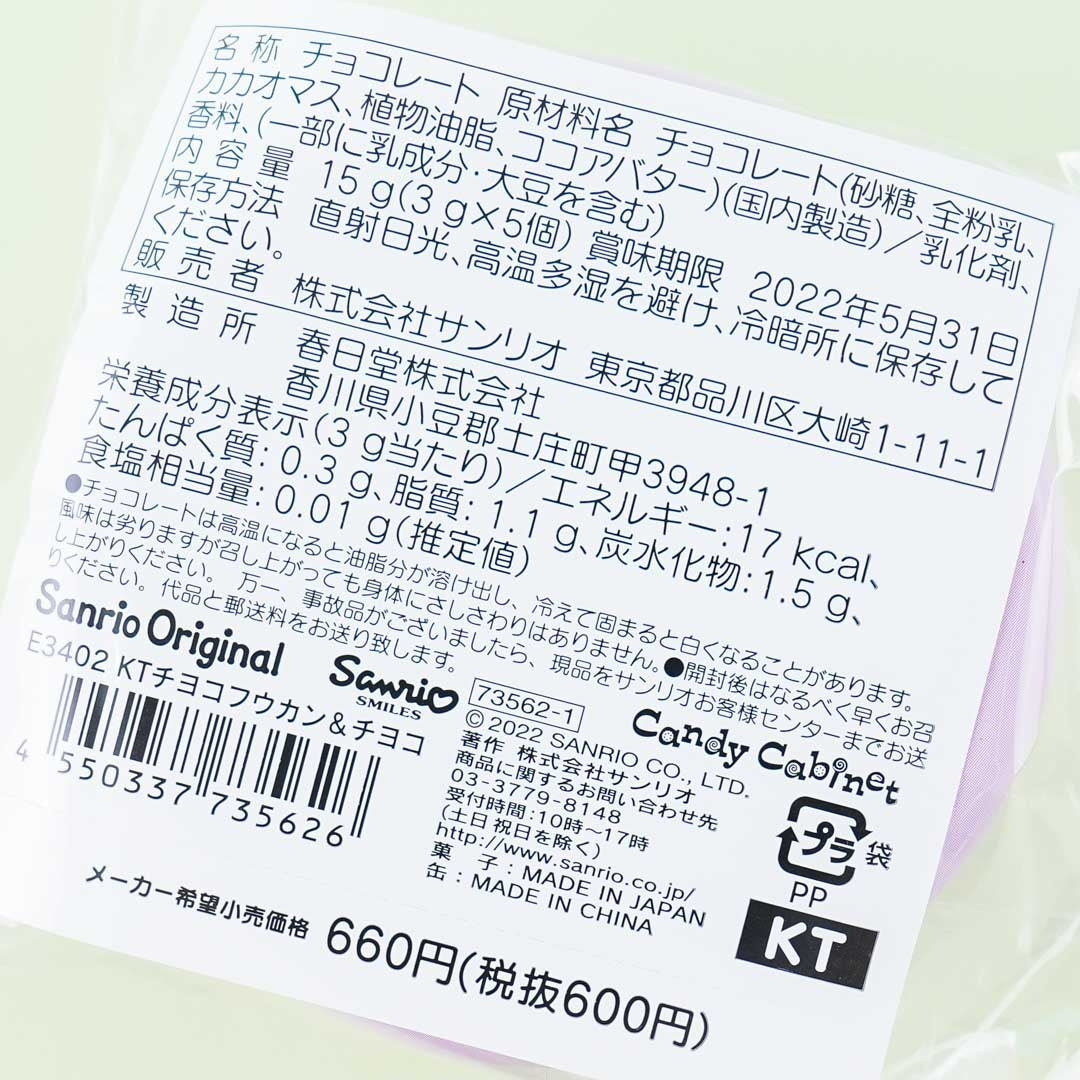 名称 チョコレート 原材料名 チョコレート(砂糖、全粉乳、
カカオマス、植物油脂、ココアバター)(国内製造)/乳化剤、
香料、(一部に乳成分・大豆を含む)
内容量 15g(3g×5個) 賞味期限 2022年5月31日
保存方法 直射日光、高温多湿を避け、冷暗所に保存して
ください。
販売者 株式会社サンリオ 東京都品川区大崎1-11-1
製造所 春日堂株式会社
香川県小豆郡土庄町甲3948-1
栄養成分表示(3g当たり)/エネルギー:17kcal、
たんぱく質:0.3g、脂質:1.1g、炭水化物:1.5g、
食塩相当量:0.01g(推定値)
●チョコレートは高温になると油脂分が溶け出し、冷えて固まると白くなることがあります。
風味は劣りますが召し上がっても身体にさしさわりはありません。●開封後はなるべく早くお召
し上がりください。万一、事故品がございましたら、現品をサンリオお客様センターまでお送
りください。代品と郵送料をお送り致します。
Sanrio Original
Sanrio
SMILES
Candy Cabinet
E3402 KTチヨコフウカン&チヨコ
4 550337 735626
73562-1
© 2022 SANRIO CO., LTD.
著作 株式会社サンリオ
商品に関するお問い合わせ先
03-3779-8148
受付時間:10時〜17時
(土日祝日を除く)
http://www.sanrio.co.jp/
菓子:MADE IN JAPAN
缶:MADE IN CHINA
プラ
袋
PP
KT
メーカー希望小売価格 660円(税抜600円)